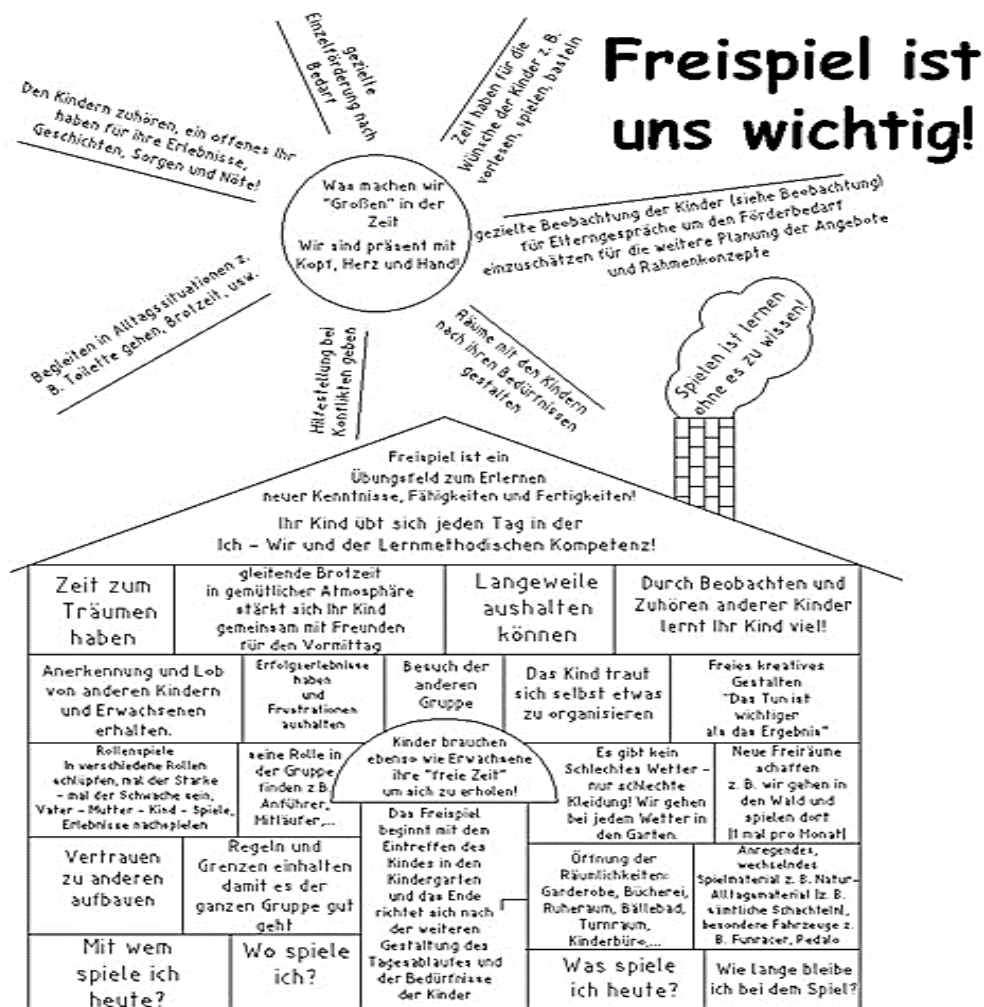 Freispiel ist
uns wichtig!
Den Kindern zuhören, ein offenes Ohr
haben für ihre Erlebnisse,
Geschichten, Sorgen und Nöte!
gezielte
Einzelförderung nach
Bedarf
Zeit haben für die
Wünsche der Kinder z. B.
vorlesen, spielen, basteln
gezielte Beobachtung der Kinder (siehe Beobachtung)
für Elterngespräche um den Förderbedarf
einzuschätzen für die weitere Planung der Angebote
und Rahmenkonzepte
Was machen wir
"Großen" in der
Zeit
Wir sind präsent mit
Kopf, Herz und Hand!
Begleiten in Alltagssituationen z.
B. Toilette gehen, Brotzeit, usw.
Hilfestellung bei
Konflikten geben
Räume mit den Kindern
nach ihren Bedürfnissen
gestalten
Spielen ist lernen
ohne es zu wissen!
Freispiel ist ein
Übungsfeld zum Erlernen
neuer Kenntnisse, Fähigkeiten und Fertigkeiten!
Ihr Kind übt sich jeden Tag in der
Ich - Wir und der Lernmethodischen Kompetenz!
Zeit zum
Träumen
haben
gleitende Brotzeit
in gemütlicher Atmosphäre
stärkt sich Ihr Kind
gemeinsam mit Freunden
für den Vormittag
Langeweile
aushalten
können
Durch Beobachten und
Zuhören anderer Kinder
lernt Ihr Kind viel!
Anerkennung und Lob
von anderen Kindern
und Erwachsenen
erhalten.
Erfolgserlebnisse
haben
und
Frustrationen
aushalten
Besuch der
anderen
Gruppe
Das Kind traut
sich selbst etwas
zu organisieren
Freies kreatives
Gestalten
"Das Tun ist
wichtiger
als das Ergebnis"
Rollenspiele
In verschiedene Rollen
schlüpfen, mal der Starke
- mal der Schwache sein,
Vater - Mutter - Kind - Spiele,
Erlebnisse nachspielen
seine Rolle in
der Gruppe
finden z.B.
Anführer,
Mitläufer,...
Kinder brauchen
ebenso wie Erwachsene
ihre "freie Zeit"
um sich zu erholen!
Es gibt kein
Schlechtes Wetter -
nur schlechte
Kleidung! Wir gehen
bei jedem Wetter in
den Garten.
Neue Freiräume
schaffen
z. B. wir gehen in
den Wald und
spielen dort
(1 mal pro Monat)
Vertrauen
zu anderen
aufbauen
Regeln und
Grenzen einhalten
damit es der
ganzen Gruppe gut
geht
Das Freispiel
beginnt mit dem
Eintreffen des
Kindes in den
Kindergarten
und das Ende
richtet sich nach
der weiteren
Gestaltung des
Tagesablaufes und
der Bedürfnisse
der Kinder
Öffnung der
Räumlichkeiten:
Garderobe, Bücherei,
Ruheraum, Bällebad,
Turnraum,
Kinderbüro,...
Anregendes,
wechselndes
Spielmaterial z. B. Natur-
Alltagsmaterial (z. B.
sämtliche Schachteln),
besondere Fahrzeuge z.
B. Funracer, Pedalo
Mit wem
spiele ich
heute?
Wo spiele
ich?
Was spiele
ich heute?
Wie lange bleibe
ich bei dem Spiel?